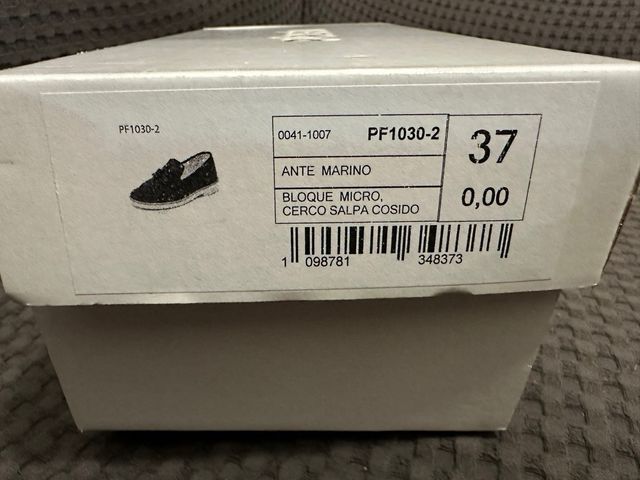 PF1030-2
0041-1007 PF1030-2
37
ANTE MARINO
BLOQUE MICRO,
CERCO SALPA COSIDO
0,00
1 098781 348373